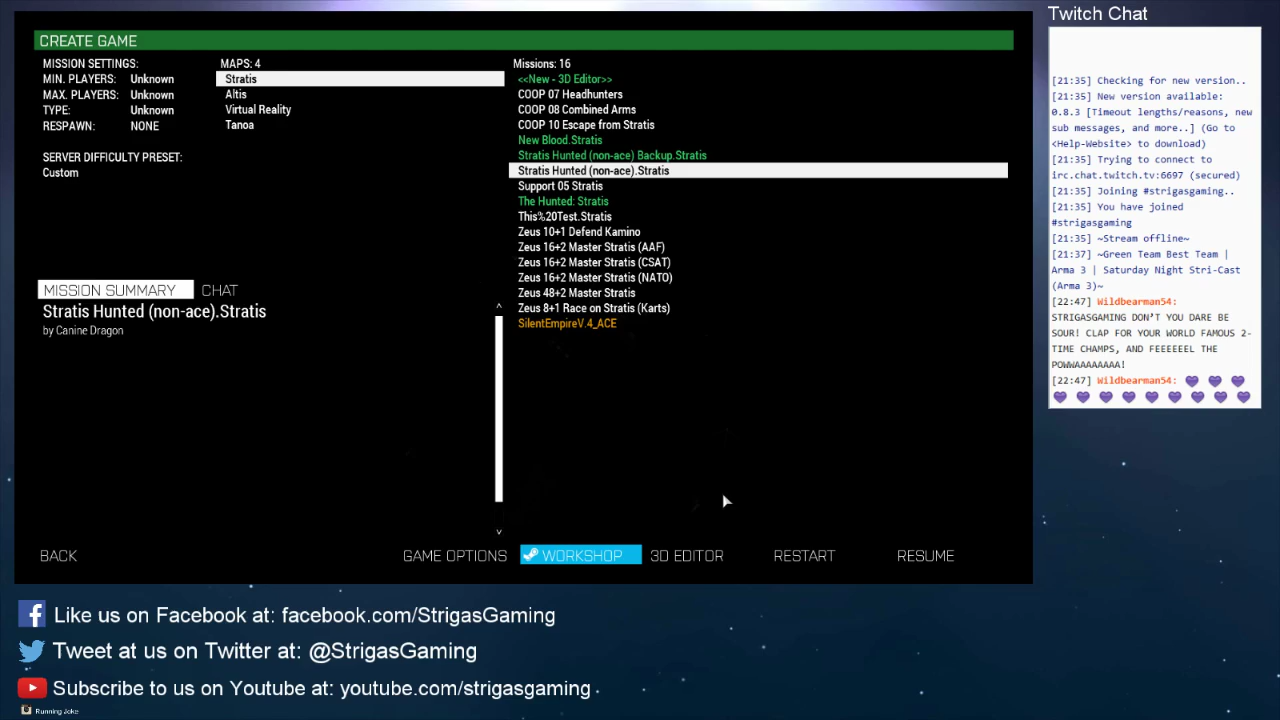 Twitch Chat
CREATE GAME
MISSION SETTINGS:
MIN. PLAYERS: Unknown
MAX. PLAYERS: Unknown
TYPE: Unknown
RESPAWN: NONE
SERVER DIFFICULTY PRESET:
Custom
MAPS: 4
Stratis
Altis
Virtual Reality
Tanoa
Missions: 16
<<New - 3D Editor>>
COOP 07 Headhunters
COOP 08 Combined Arms
COOP 10 Escape from Stratis
New Blood.Stratis
Stratis Hunted (non-ace) Backup.Stratis
Stratis Hunted (non-ace).Stratis
Support 05 Stratis
The Hunted: Stratis
This%20Test.Stratis
Zeus 10+1 Defend Kamino
Zeus 16+2 Master Stratis (AAF)
Zeus 16+2 Master Stratis (CSAT)
Zeus 16+2 Master Stratis (NATO)
Zeus 48+2 Master Stratis
Zeus 8+1 Race on Stratis (Karts)
SilentEmpireV.4_ACE
MISSION SUMMARY CHAT
Stratis Hunted (non-ace).Stratis
by Canine Dragon
BACK GAME OPTIONS WORKSHOP 3D EDITOR RESTART RESUME
[21:35] Checking for new version..
[21:35] New version available:
0.8.3 [Timeout lengths/reasons, new
sub messages, and more..] (Go to
<Help-Website> to download)
[21:35] Trying to connect to
irc.chat.twitch.tv:6697 (secured)
[21:35] Joining #strigasgaming..
[21:35] You have joined
#strigasgaming
[21:35] ~Stream offline~
[21:37] ~Green Team Best Team |
Arma 3 | Saturday Night Stri-Cast
(Arma 3)~
[22:47] Wildbearman54:
STRIGASGAMING DON'T YOU DARE BE
SOUR! CLAP FOR YOUR WORLD FAMOUS 2-
TIME CHAMPS, AND FEEEEEEL THE
POWWAAAAAAA!
[22:47] Wildbearman54: 💜 💜 💜
💜 💜 💜 💜 💜 💜 💜 💜 💜
Like us on Facebook at: facebook.com/StrigasGaming
Tweet at us on Twitter at: @StrigasGaming
Subscribe to us on Youtube at: youtube.com/strigasgaming
Running Joke